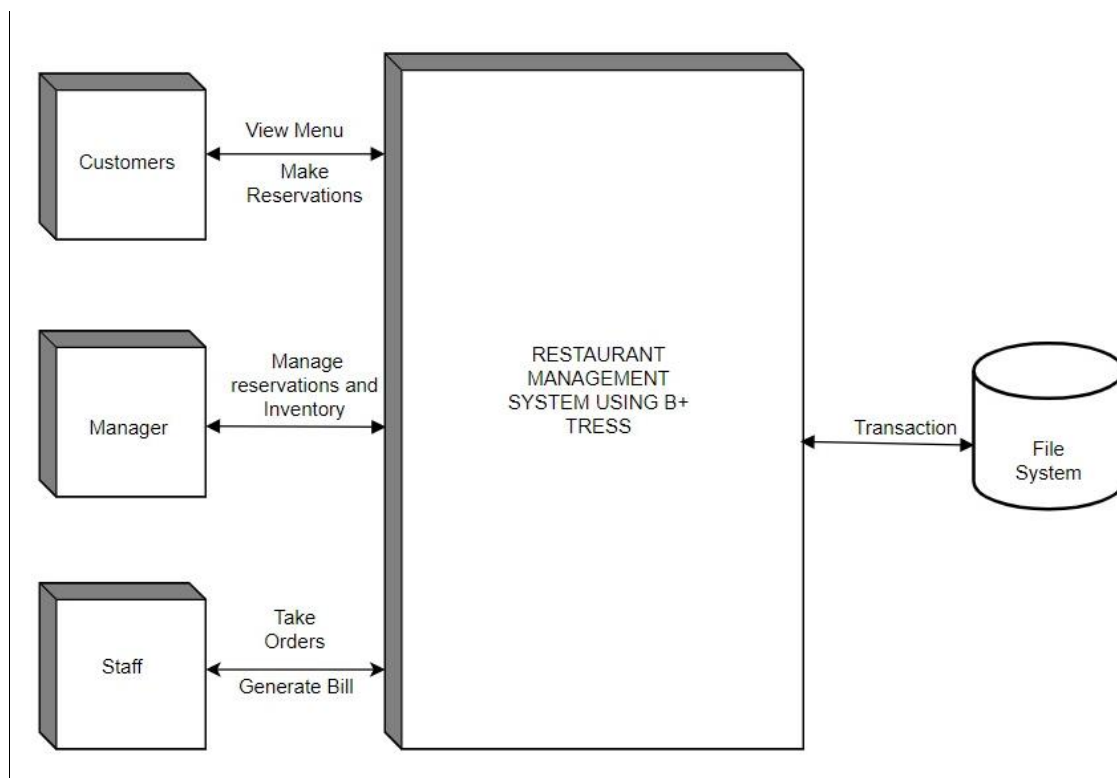 Customers
View Menu
Make
Reservations
Manager
Manage
reservations and
Inventory
Staff
Take
Orders
Generate Bill
RESTAURANT
MANAGEMENT
SYSTEM USING B+
TRESS
Transaction
File
System